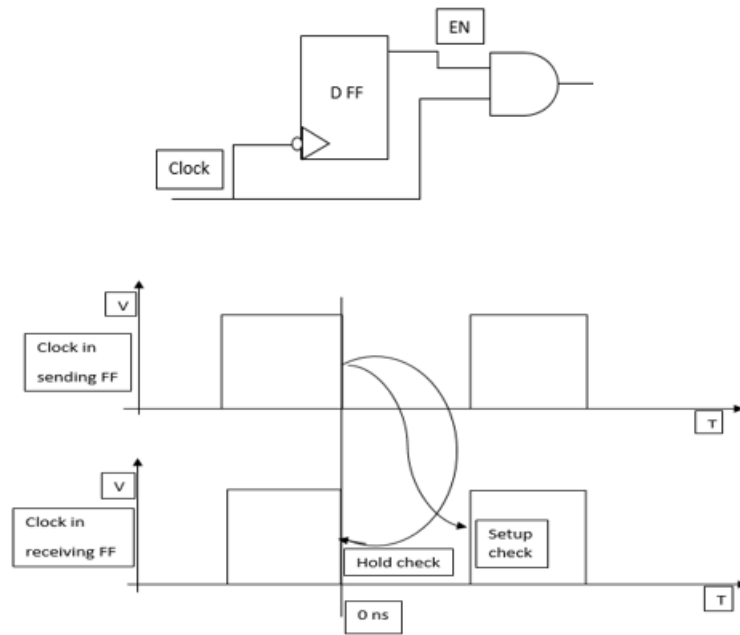 EN
D FF
Clock
V
Clock in
sending FF
T
V
Clock in
receiving FF
Setup
check
Hold check
T
0 ns